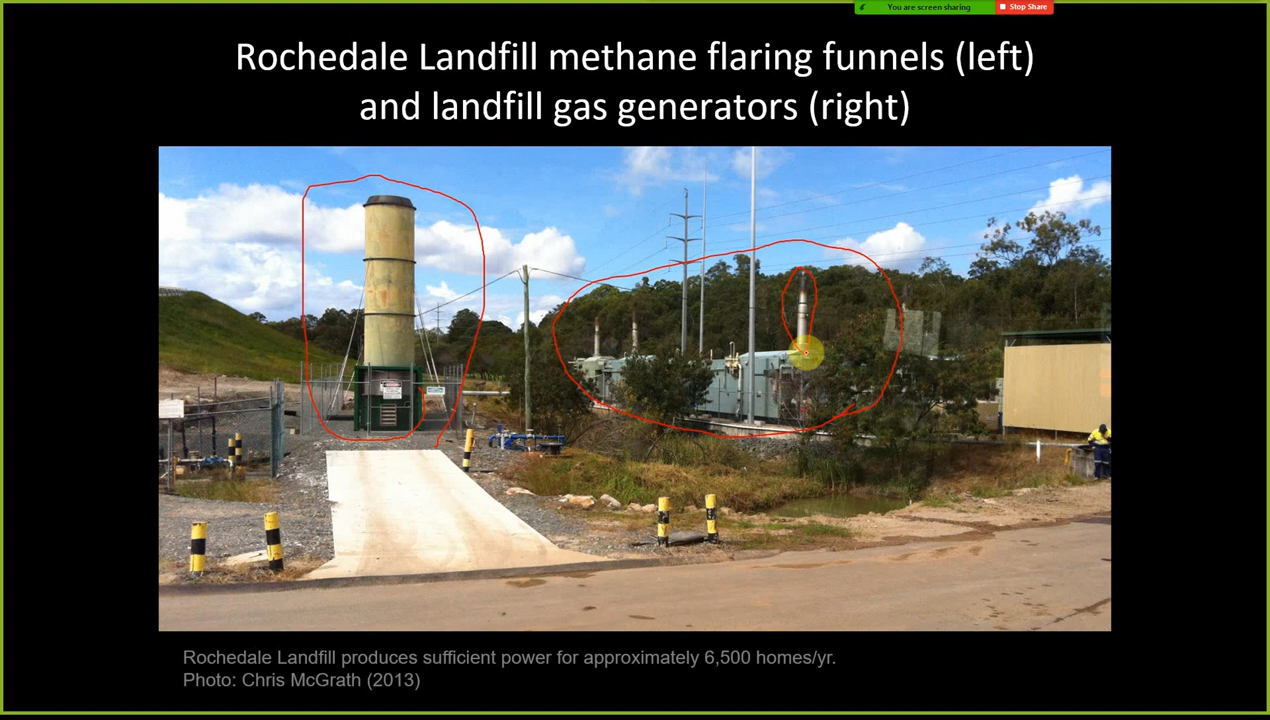 You are screen sharing
Stop Share
Rochedale Landfill methane flaring funnels (left)
and landfill gas generators (right)
Rochedale Landfill produces sufficient power for approximately 6,500 homes/yr.
Photo: Chris McGrath (2013)